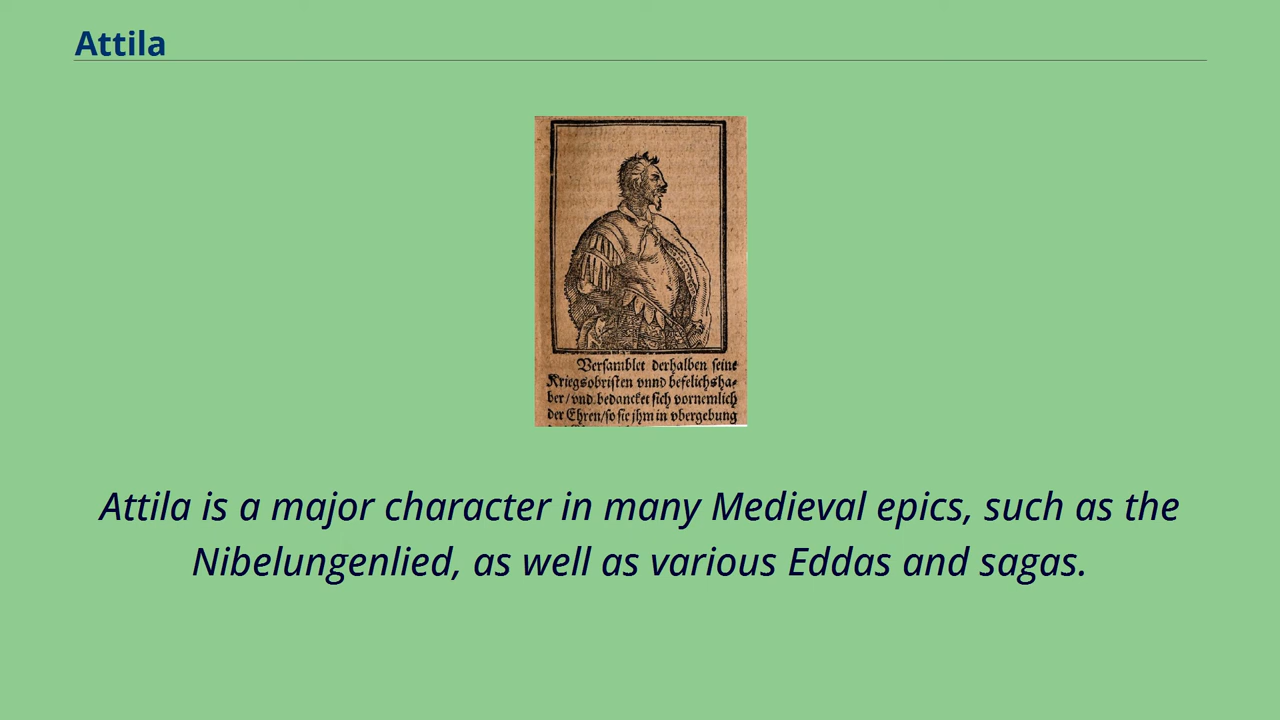 Attila
Versamblet derhalben seine
Kriegsobristen vnnd befelichsha-
ber/vnd bedancket sich vornemlich
der Ehren/so sie jhm in vbergebung
Attila is a major character in many Medieval epics, such as the
Nibelungenlied, as well as various Eddas and sagas.